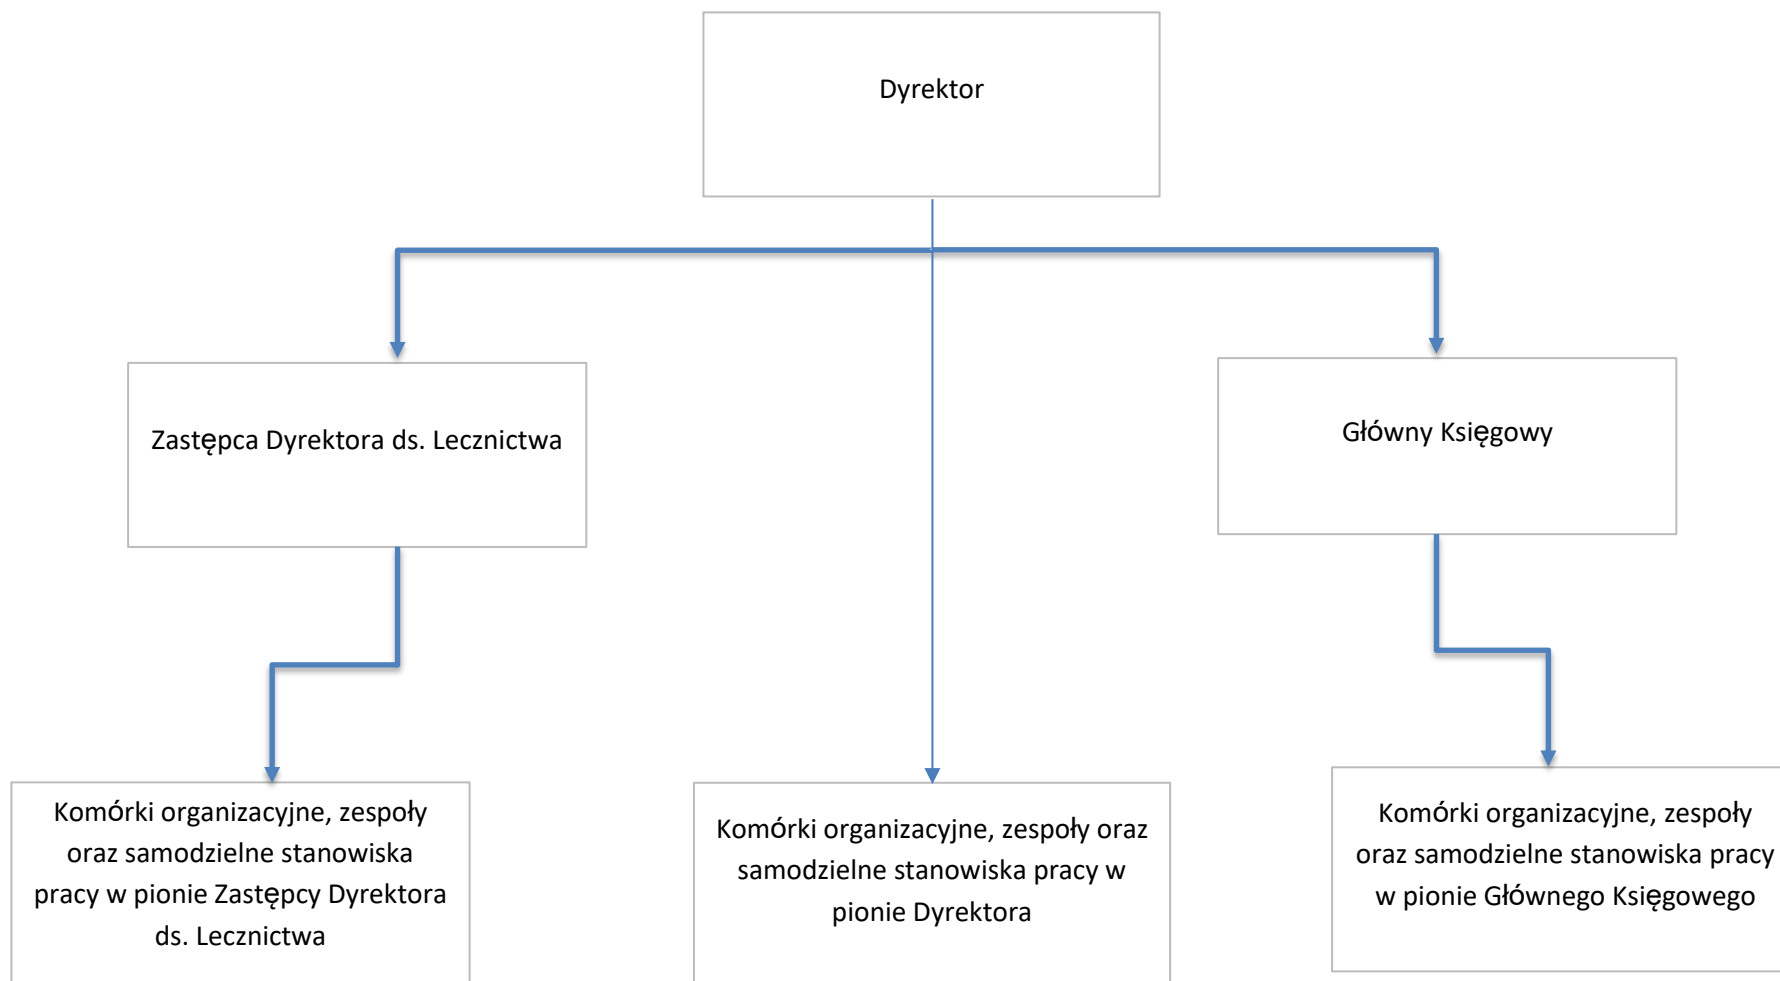 Dyrektor
Zastępca Dyrektora ds. Lecznictwa
Główny Księgowy
Komórki organizacyjne, zespoły
oraz samodzielne stanowiska
pracy w pionie Zastępcy Dyrektora
ds. Lecznictwa
Komórki organizacyjne, zespoły oraz
samodzielne stanowiska pracy w
pionie Dyrektora
Komórki organizacyjne, zespoły
oraz samodzielne stanowiska pracy
w pionie Głównego Księgowego